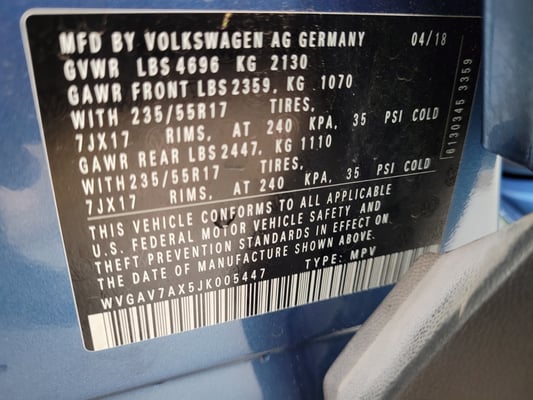 MFD BY VOLKSWAGEN AG GERMANY 04/18
GVWR LBS 4696 KG 2130
GAWR FRONT LBS 2359, KG 1070
WITH 235/55R17 TIRES,
7JX17 RIMS, AT 240 KPA, 35 PSI COLD
GAWR REAR LBS 2447, KG 1110
WITH 235/55R17 TIRES,
7JX17 RIMS, AT 240 KPA, 35 PSI COLD
THIS VEHICLE CONFORMS TO ALL APPLICABLE
U.S. FEDERAL MOTOR VEHICLE SAFETY AND
THEFT PREVENTION STANDARDS IN EFFECT ON
THE DATE OF MANUFACTURE SHOWN ABOVE.
WVGAV7AX5JK005447 TYPE: MPV
6130345 3359